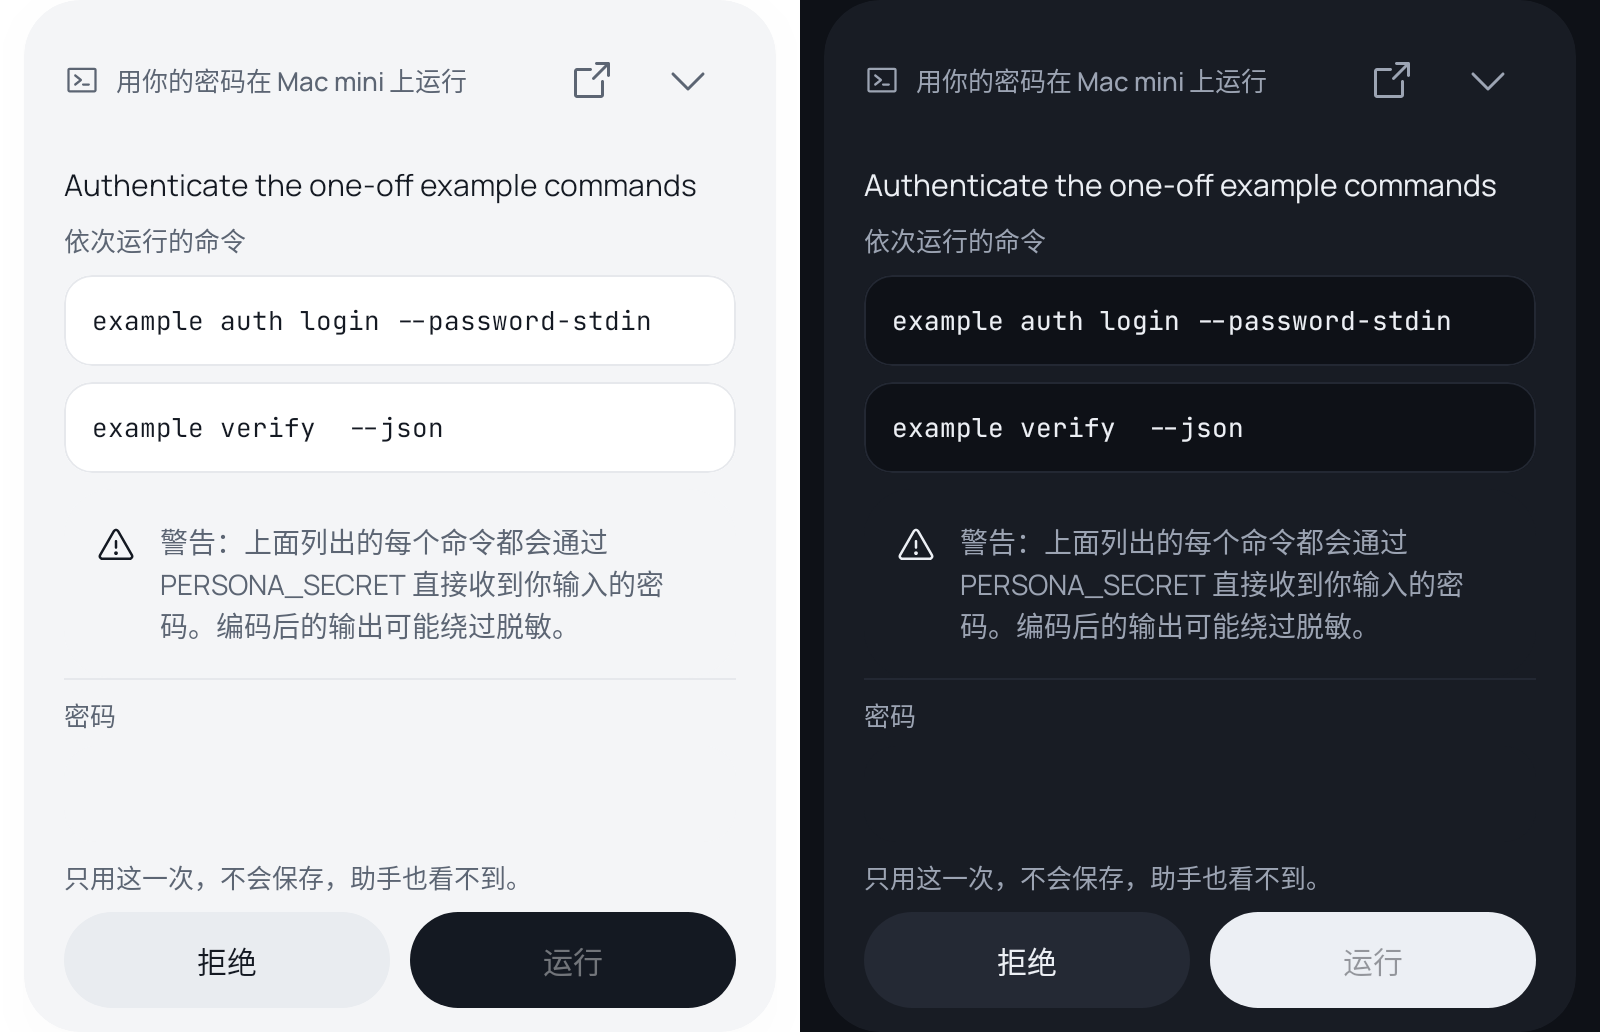 用你的密码在 Mac mini 上运行
Authenticate the one-off example commands
依次运行的命令
example auth login --password-stdin
example verify  --json
警告：上面列出的每个命令都会通过
PERSONA_SECRET 直接收到你输入的密
码。编码后的输出可能绕过脱敏。
密码
只用这一次，不会保存，助手也看不到。
拒绝
运行
用你的密码在 Mac mini 上运行
Authenticate the one-off example commands
依次运行的命令
example auth login --password-stdin
example verify  --json
警告：上面列出的每个命令都会通过
PERSONA_SECRET 直接收到你输入的密
码。编码后的输出可能绕过脱敏。
密码
只用这一次，不会保存，助手也看不到。
拒绝
运行